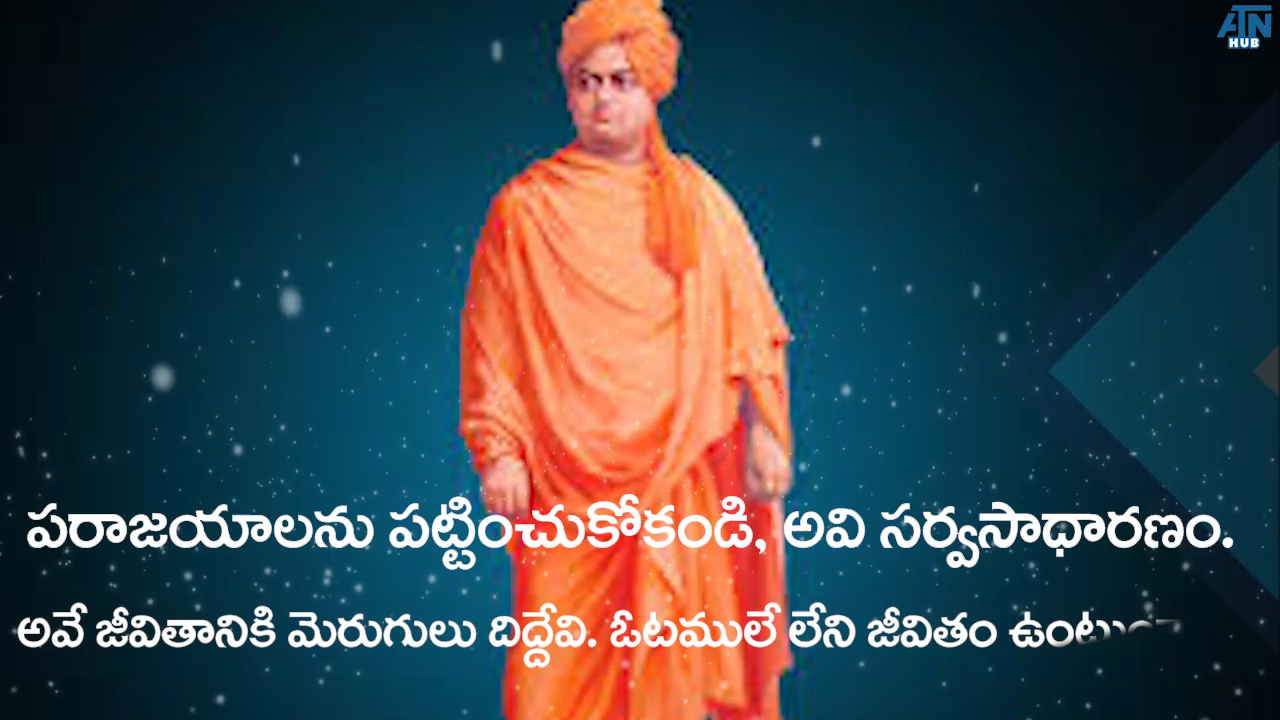 ATN
HUB
పరాజయాలను పట్టించుకోకండి, అవి సర్వసాధారణం.
అవే జీవితానికి మెరుగులు దిద్దేవి. ఓటములే లేని జీవితం